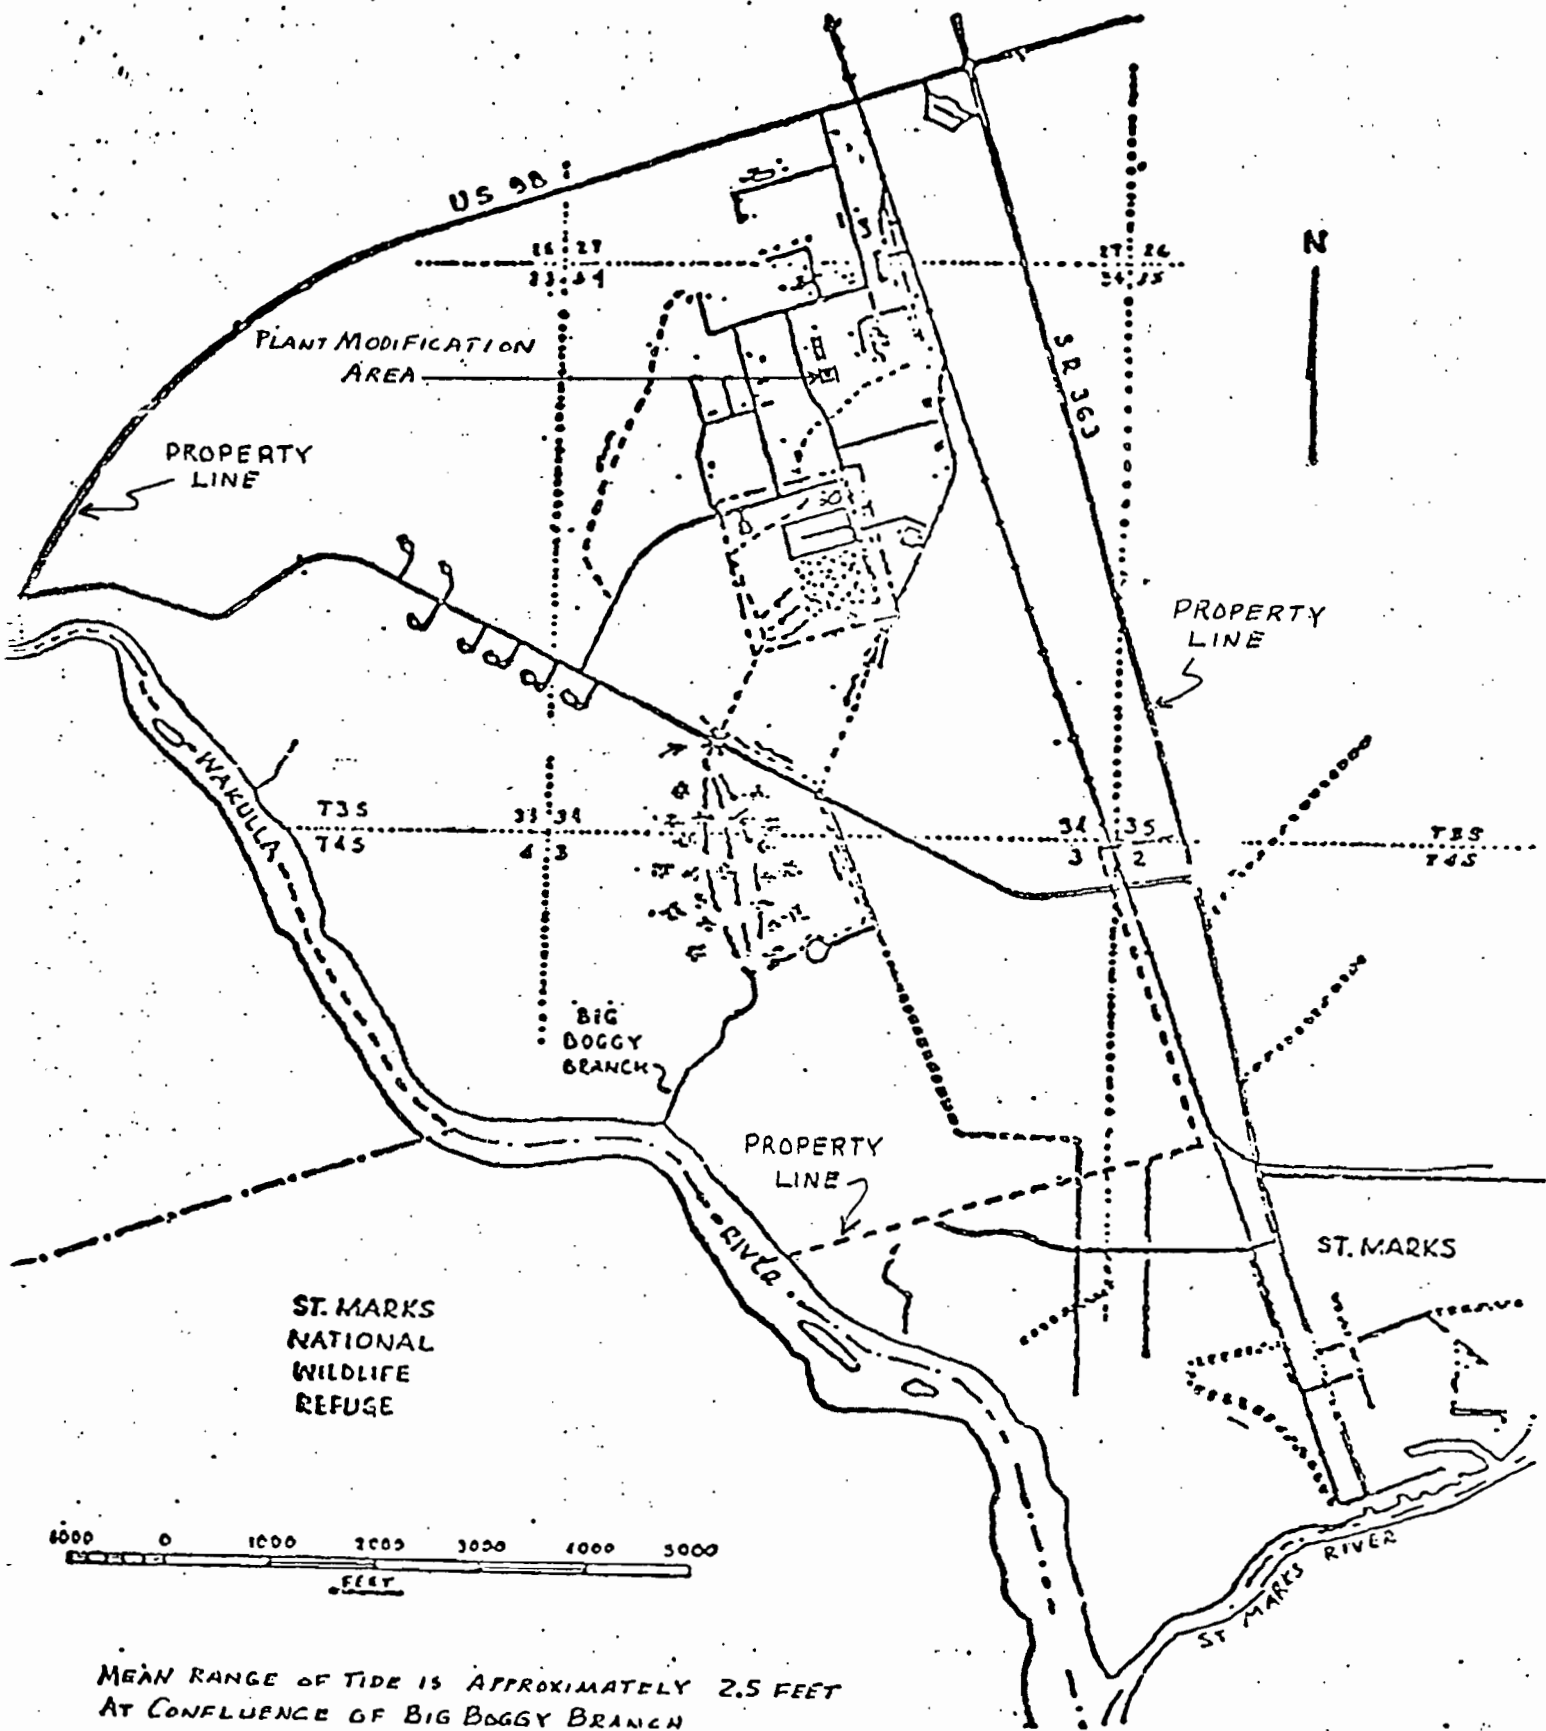 US 98
N
27 26
PLANT MODIFICATION
AREA
SR 363
PROPERTY
LINE
PROPERTY
LINE
WAKULLA
T3S
T4S
33 34
4 3
34 35
3 2
T3S
T4S
BIG
BOGGY
BRANCH
PROPERTY
LINE
RIVER
ST. MARKS
ST. MARKS
NATIONAL
WILDLIFE
REFUGE
1000 0 1000 2000 3000 4000 5000
FEET
ST MARKS RIVER
MEAN RANGE OF TIDE IS APPROXIMATELY 2.5 FEET
AT CONFLUENCE OF BIG BOGGY BRANCH